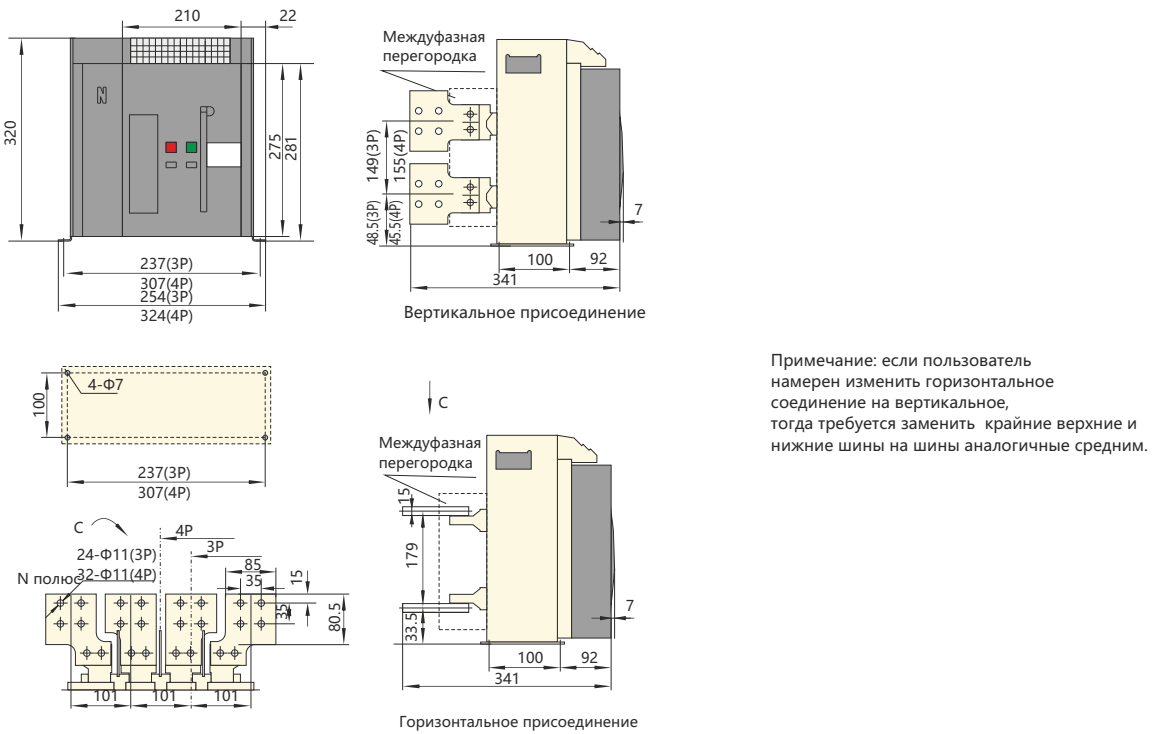 210
22
320
275
281
237(3P)
307(4P)
254(3P)
324(4P)
Междуфазная
перегородка
149(3P)
155(4P)
48.5(3P)
45.5(4P)
7
100
92
341
Вертикальное присоединение
4-Φ7
100
237(3P)
307(4P)
C
Междуфазная
перегородка
15
179
33.5
7
100
92
341
Горизонтальное присоединение
C
4P
3P
24-Φ11(3P)
32-Φ11(4P)
N полюс
85
35
15
35
80.5
101
101
101
Примечание: если пользователь
намерен изменить горизонтальное
соединение на вертикальное,
тогда требуется заменить крайние верхние и
нижние шины на шины аналогичные средним.